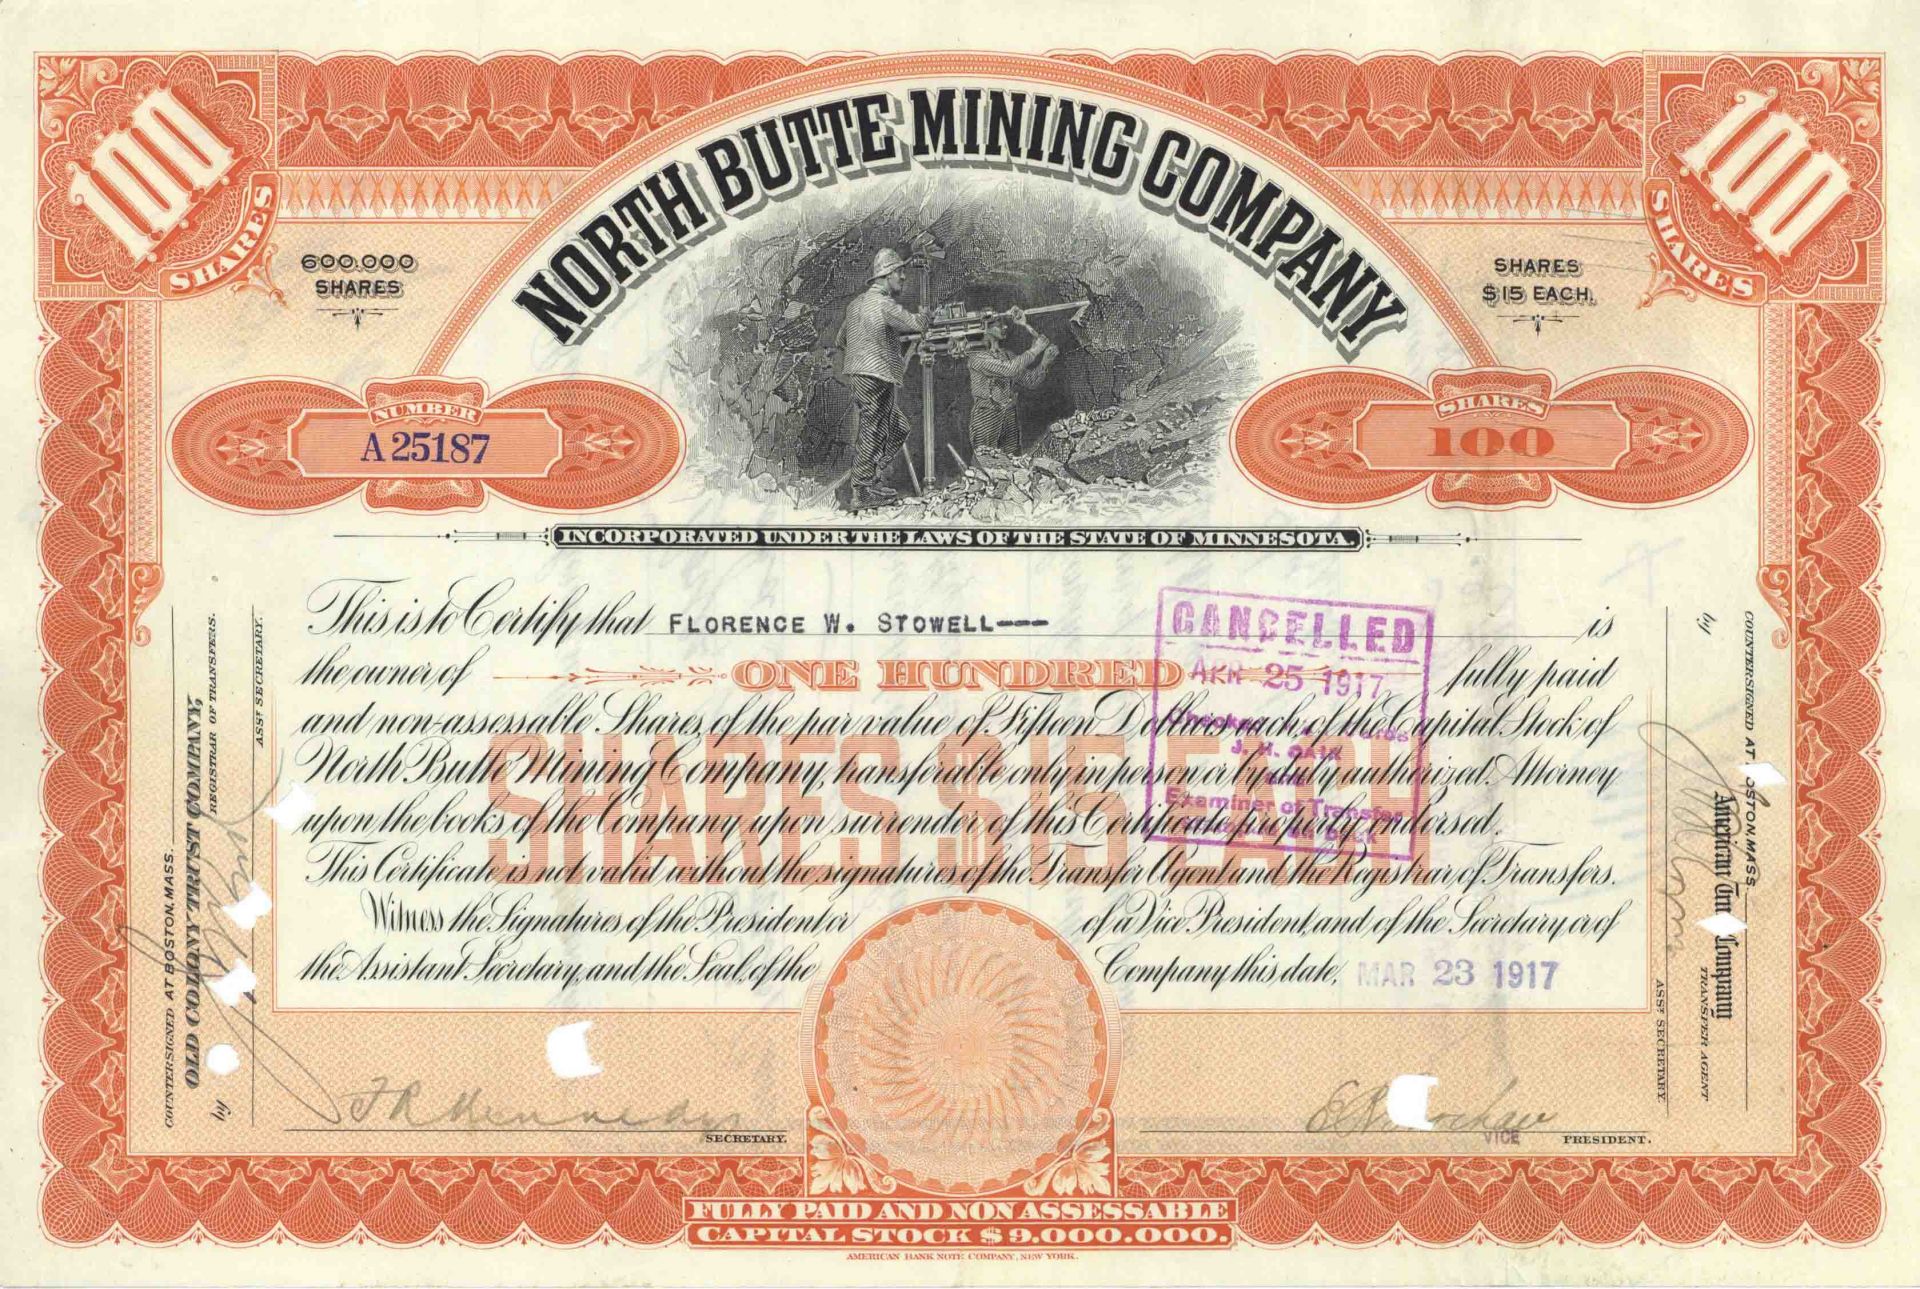 NORTH BUTTE MINING COMPANY
100 SHARES
100 SHARES
600.000
SHARES
SHARES
$15 EACH.
NUMBER
A25187
SHARES
100
INCORPORATED UNDER THE LAWS OF THE STATE OF MINNESOTA.
This is to Certify that FLORENCE W. STOWELL--- is
the owner of ONE HUNDRED fully paid
and non-assessable Shares of the par value of Fifteen Dollars each of the Capital Stock of
North Butte Mining Company, transferable only in person or by duly authorized Attorney
upon the books of the Company upon surrender of this Certificate properly endorsed.
This Certificate is not valid without the signatures of the Transfer Agent and the Registrar of Transfers.
Witness the Signatures of the President or of a Vice President, and of the Secretary or of
the Assistant Secretary, and the Seal, of the Company this date, MAR 23 1917
SHARES $15 EACH
CANCELLED
APR 25 1917
J. H.
Examiner of Transfer
COUNTERSIGNED AT BOSTON, MASS.
OLD COLONY TRUST COMPANY,
REGISTRAR OF TRANSFERS.
by
ASST SECRETARY.
by
COUNTERSIGNED AT OSTON, MASS
American Company
TRANSFER AGENT
ASST SECRETARY.
SECRETARY.
VICE PRESIDENT.
FULLY PAID AND NON ASSESSABLE
CAPITAL STOCK $9.000.000.
AMERICAN BANK NOTE COMPANY, NEW YORK.